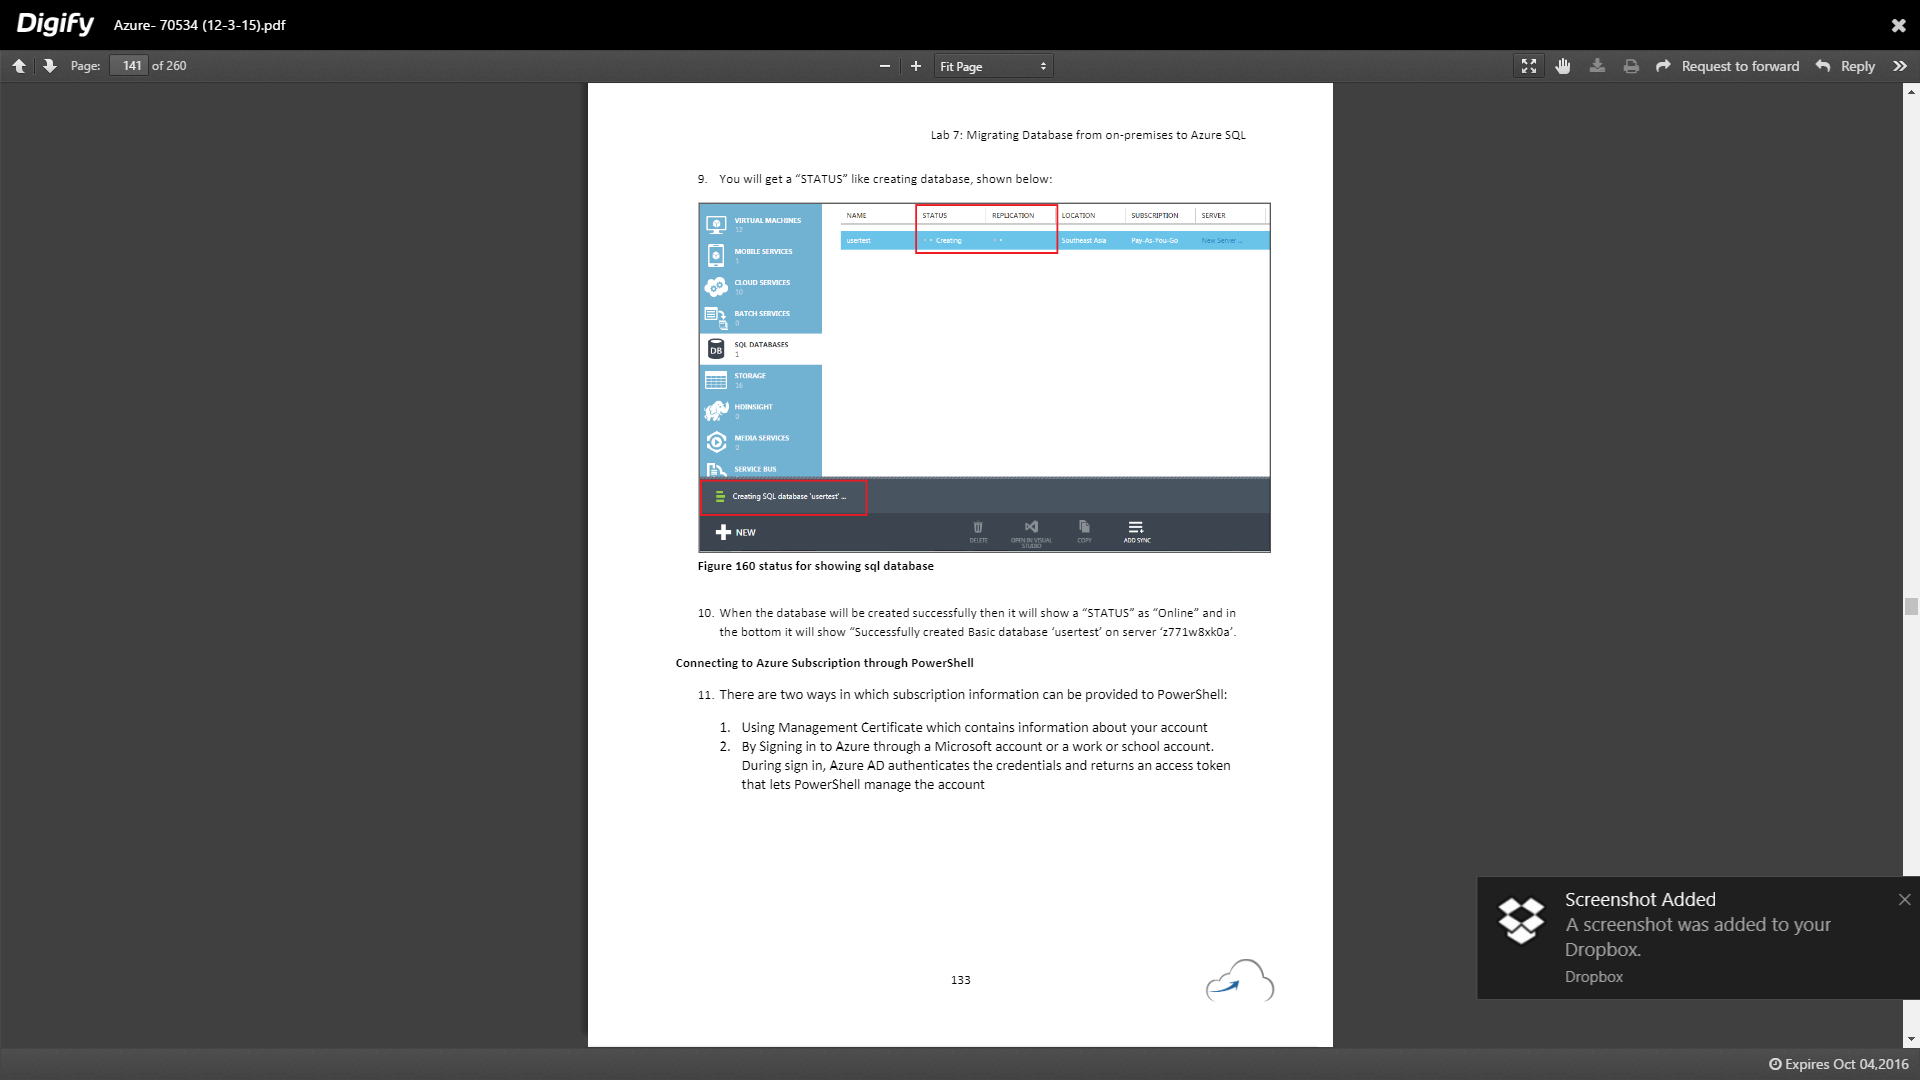 Digify Azure- 70534 (12-3-15).pdf
Page: 141 of 260 Fit Page Request to forward Reply
Lab 7: Migrating Database from on-premises to Azure SQL
9. You will get a “STATUS” like creating database, shown below:
NAME STATUS REPLICATION LOCATION SUBSCRIPTION SERVER
usertest Creating Southeast Asia Pay-As-You-Go New Server ...
VIRTUAL MACHINES
12
MOBILE SERVICES
1
CLOUD SERVICES
10
BATCH SERVICES
0
DB SQL DATABASES
1
STORAGE
16
HDINSIGHT
0
MEDIA SERVICES
0
SERVICE BUS
Creating SQL database 'usertest' ...
NEW DELETE OPEN IN VISUAL STUDIO COPY ADD SYNC
Figure 160 status for showing sql database
10. When the database will be created successfully then it will show a “STATUS” as “Online” and in
the bottom it will show “Successfully created Basic database ‘usertest’ on server ‘z771w8xk0a’.
Connecting to Azure Subscription through PowerShell
11. There are two ways in which subscription information can be provided to PowerShell:
1. Using Management Certificate which contains information about your account
2. By Signing in to Azure through a Microsoft account or a work or school account.
During sign in, Azure AD authenticates the credentials and returns an access token
that lets PowerShell manage the account
133
Screenshot Added
A screenshot was added to your
Dropbox.
Dropbox
Expires Oct 04,2016